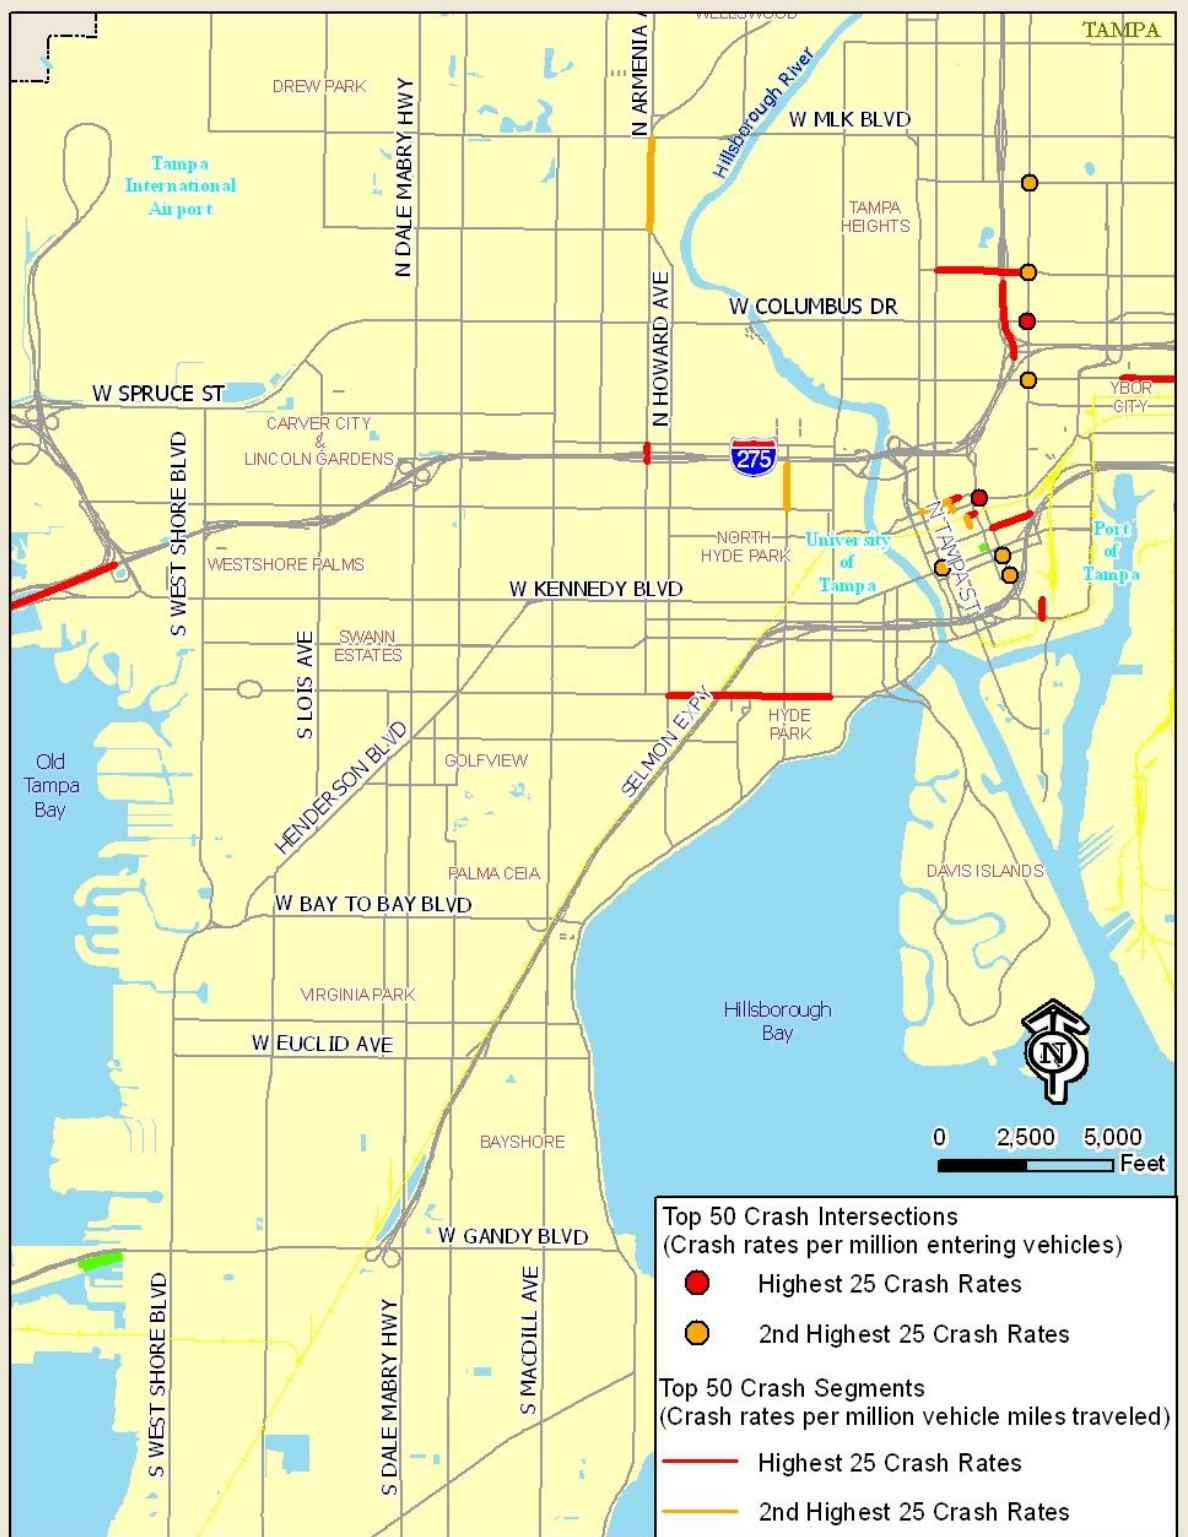 WELLSWOOD
TAMPA
DREW PARK
N DALE MABRY HWY
N ARMENIA A
Hillsborough River
W MLK BLVD
Tampa
International
Airport
TAMPA
HEIGHTS
N HOWARD AVE
W COLUMBUS DR
W SPRUCE ST
YBOR
CITY
CARVER CITY
&
LINCOLN GARDENS
S WEST SHORE BLVD
275
N TAMPA ST
NORTH
HYDE PARK
University
of
Tampa
Port
of
Tampa
WESTSHORE PALMS
W KENNEDY BLVD
SWANN
ESTATES
S LOIS AVE
HYDE
PARK
SELMON EXPY
HENDERSON BLVD
GOLFVIEW
Old
Tampa
Bay
PALMA CEIA
DAVIS ISLANDS
W BAY TO BAY BLVD
VIRGINIA PARK
Hillsborough
Bay
W EUCLID AVE
N
BAYSHORE
0 2,500 5,000
Feet
W GANDY BLVD
S WEST SHORE BLVD
S DALE MABRY HWY
S MACDILL AVE
Top 50 Crash Intersections
(Crash rates per million entering vehicles)
Highest 25 Crash Rates
2nd Highest 25 Crash Rates
Top 50 Crash Segments
(Crash rates per million vehicle miles traveled)
Highest 25 Crash Rates
2nd Highest 25 Crash Rates